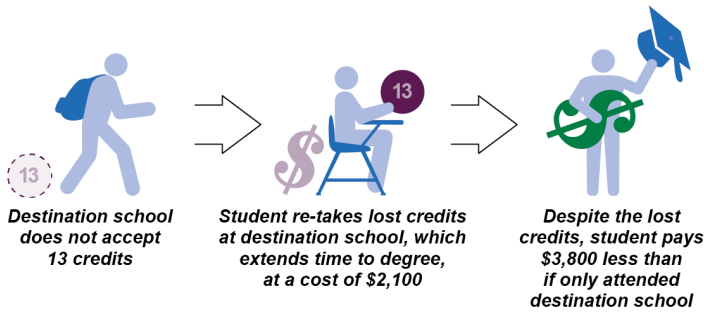 13
Destination school
does not accept
13 credits
13
$
Student re-takes lost credits
at destination school, which
extends time to degree,
at a cost of $2,100
$
Despite the lost
credits, student pays
$3,800 less than
if only attended
destination school